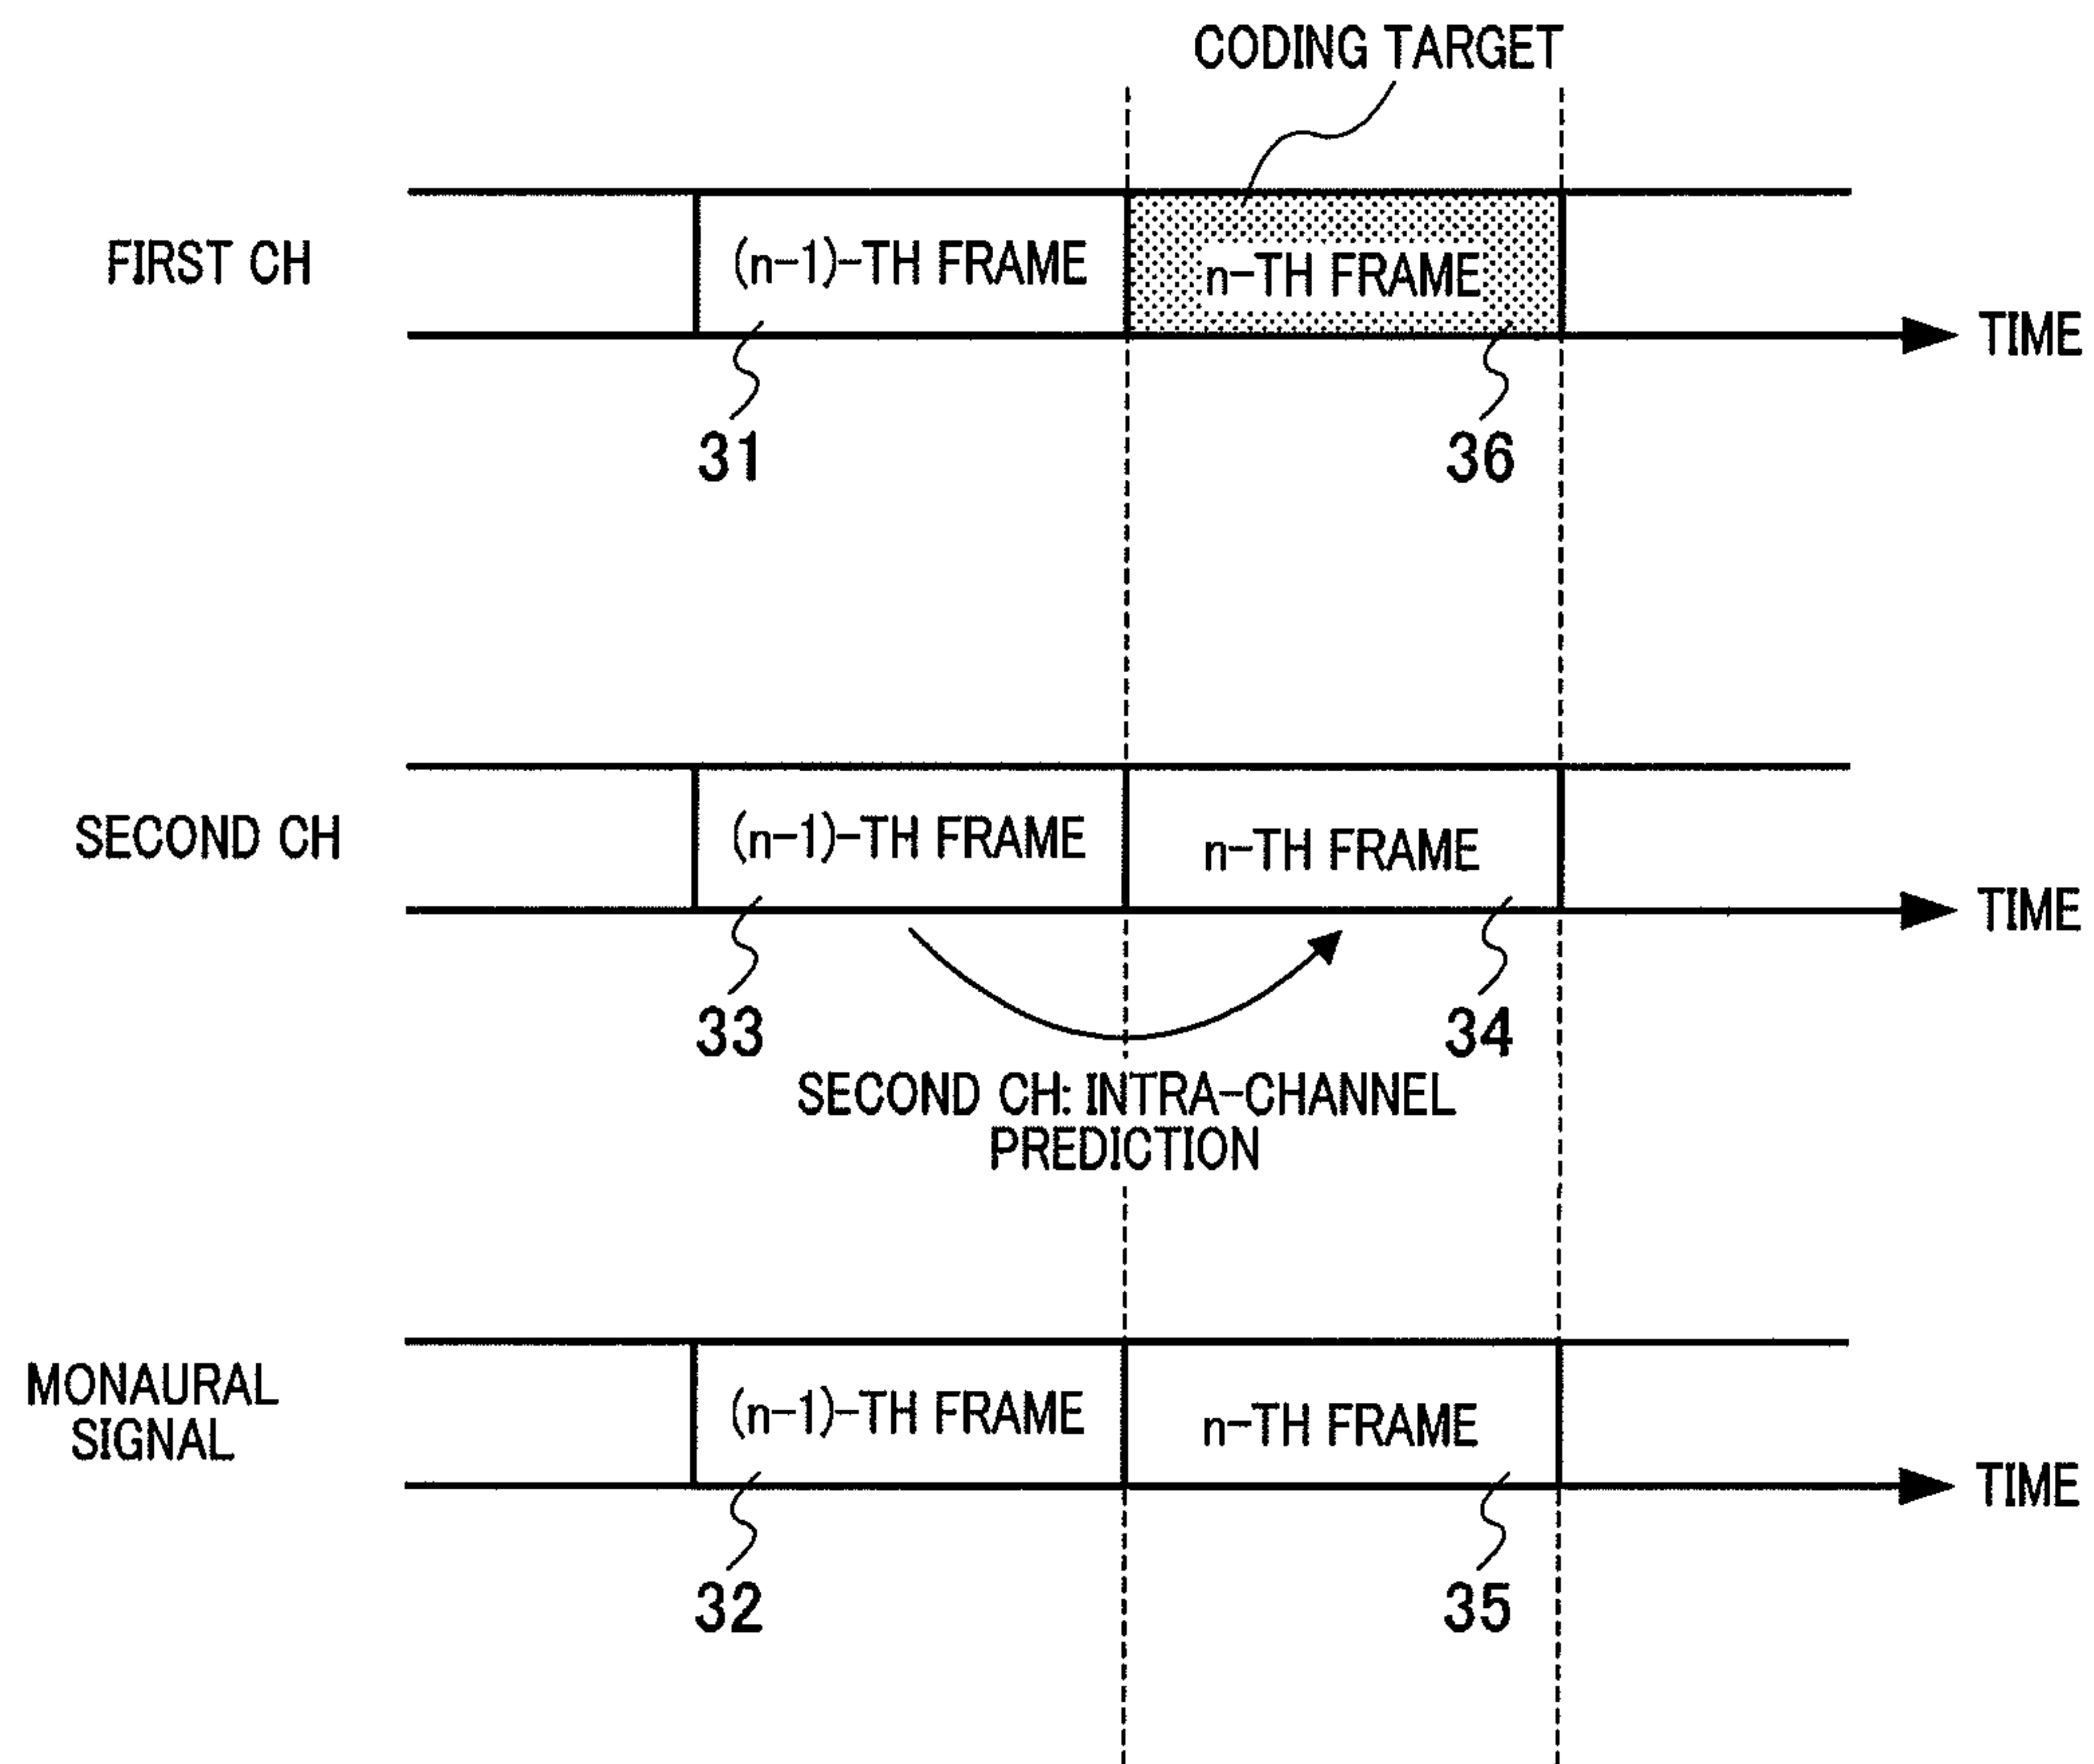 CODING TARGET
FIRST CH
(n-1)-TH FRAME
n-TH FRAME
TIME
31
36
SECOND CH
(n-1)-TH FRAME
n-TH FRAME
TIME
33
34
SECOND CH: INTRA-CHANNEL
PREDICTION
MONAURAL
SIGNAL
(n-1)-TH FRAME
n-TH FRAME
TIME
32
35